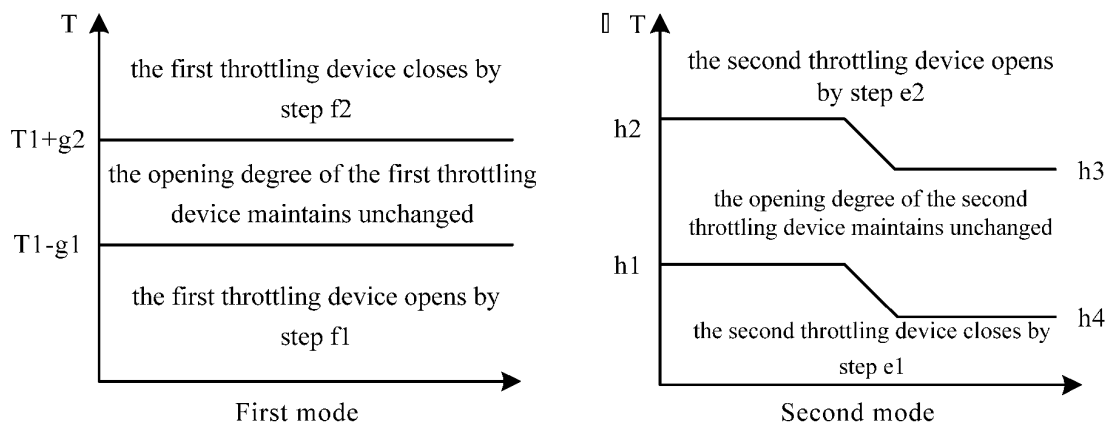 T
the first throttling device closes by
step f2
T1+g2
the opening degree of the first throttling
device maintains unchanged
T1-g1
the first throttling device opens by
step f1
First mode
T
the second throttling device opens
by step e2
h2
h3
the opening degree of the second
throttling device maintains unchanged
h1
h4
the second throttling device closes by
step e1
Second mode